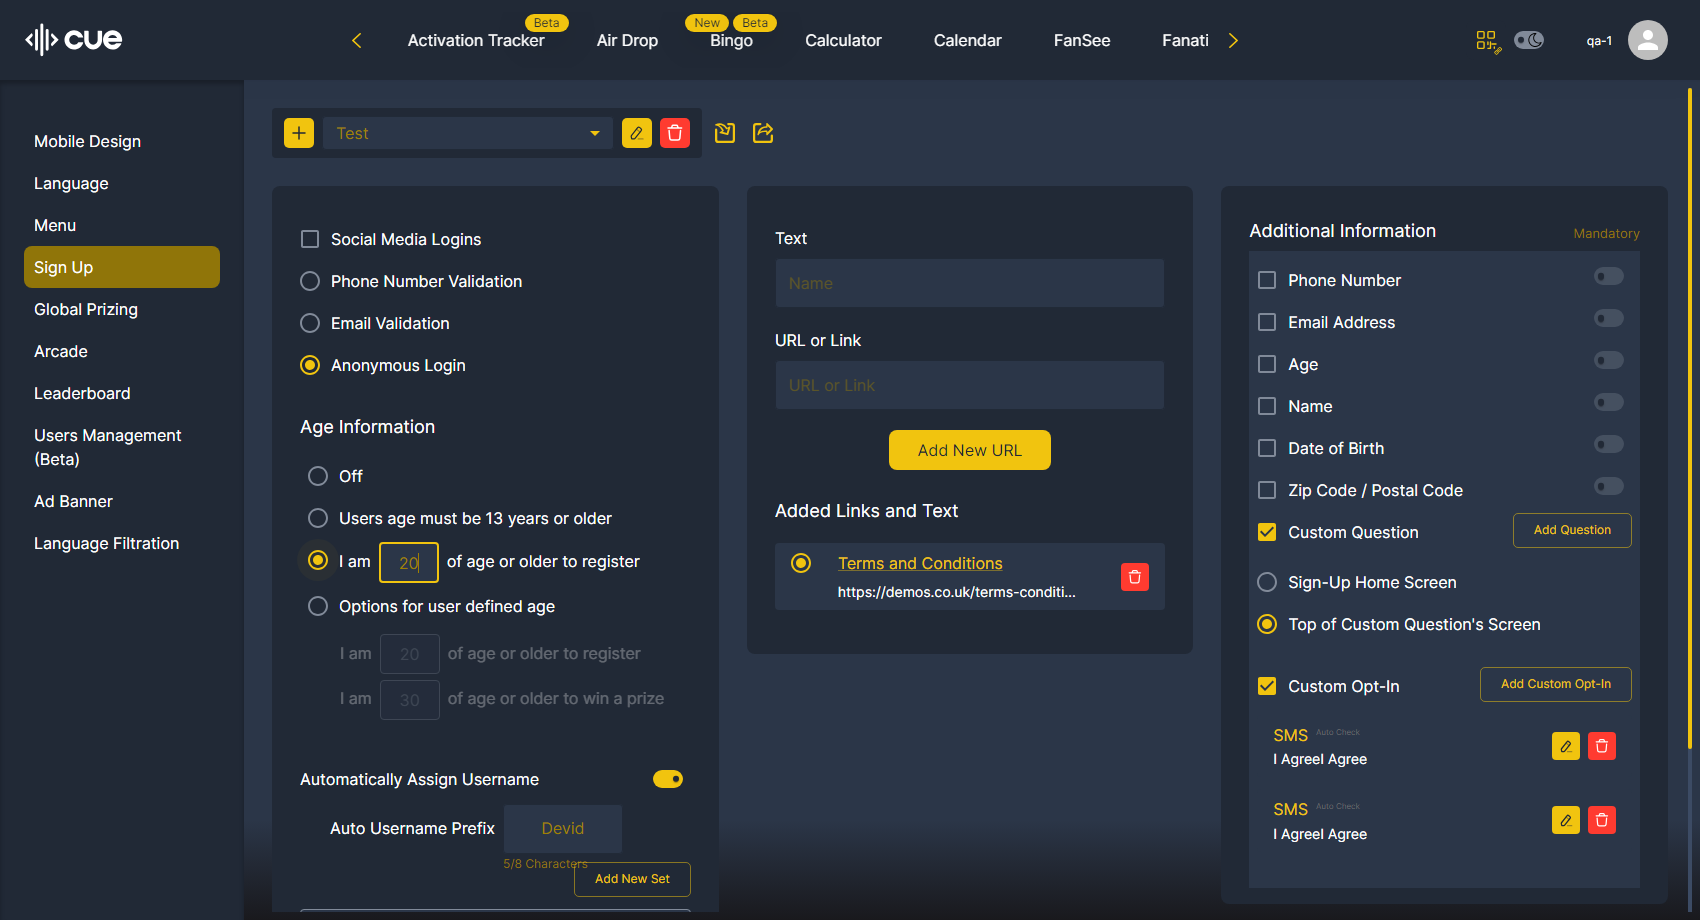 cue
Activation Tracker
Beta
Air Drop
New
Beta
Bingo
Calculator
Calendar
FanSee
Fanati
qa-1
Mobile Design
Language
Menu
Sign Up
Global Prizing
Arcade
Leaderboard
Users Management
(Beta)
Ad Banner
Language Filtration
Test
Social Media Logins
Phone Number Validation
Email Validation
Anonymous Login
Age Information
Off
Users age must be 13 years or older
I am 20 of age or older to register
Options for user defined age
I am 20 of age or older to register
I am 30 of age or older to win a prize
Automatically Assign Username
Auto Username Prefix Devid
5/8 Characters
Add New Set
Text
Name
URL or Link
URL or Link
Add New URL
Added Links and Text
Terms and Conditions
https://demos.co.uk/terms-conditi...
Additional Information Mandatory
Phone Number
Email Address
Age
Name
Date of Birth
Zip Code / Postal Code
Custom Question Add Question
Sign-Up Home Screen
Top of Custom Question's Screen
Custom Opt-In Add Custom Opt-In
SMS Auto Check
I AgreeI Agree
SMS Auto Check
I AgreeI Agree